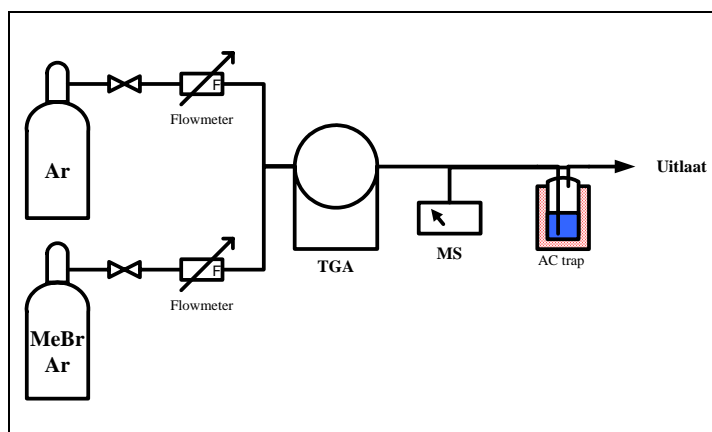 F
Flowmeter
Ar
Uitlaat
TGA
MS
AC trap
F
Flowmeter
MeBr
Ar